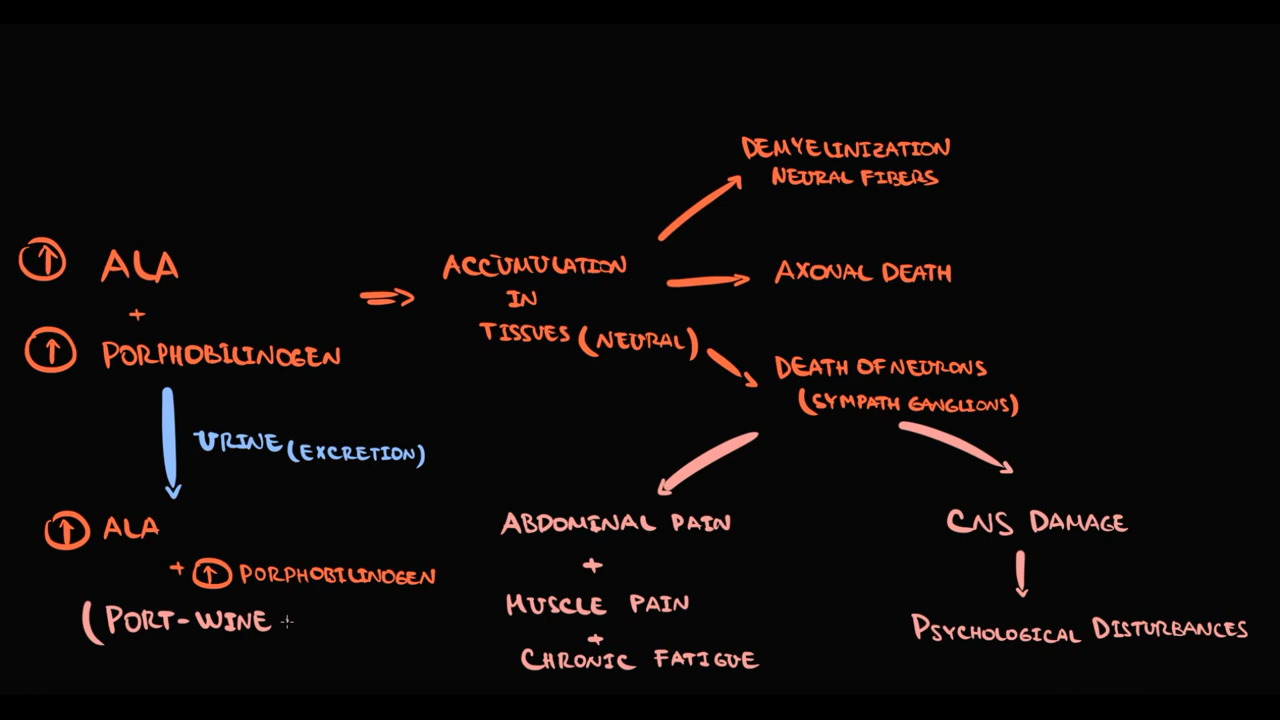 ↑ ALA
+
↑ PORPHOBILINOGEN
URINE (EXCRETION)
↑ ALA
+ ↑ PORPHOBILINOGEN
(PORT-WINE
⇒
ACCUMULATION
IN
TISSUES (NEURAL)
DEMYELINIZATION
NEURAL FIBERS
AXONAL DEATH
DEATH OF NEURONS
(SYMPATH GANGLIONS)
ABDOMINAL PAIN
+
MUSCLE PAIN
+
CHRONIC FATIGUE
CNS DAMAGE
PSYCHOLOGICAL DISTURBANCES